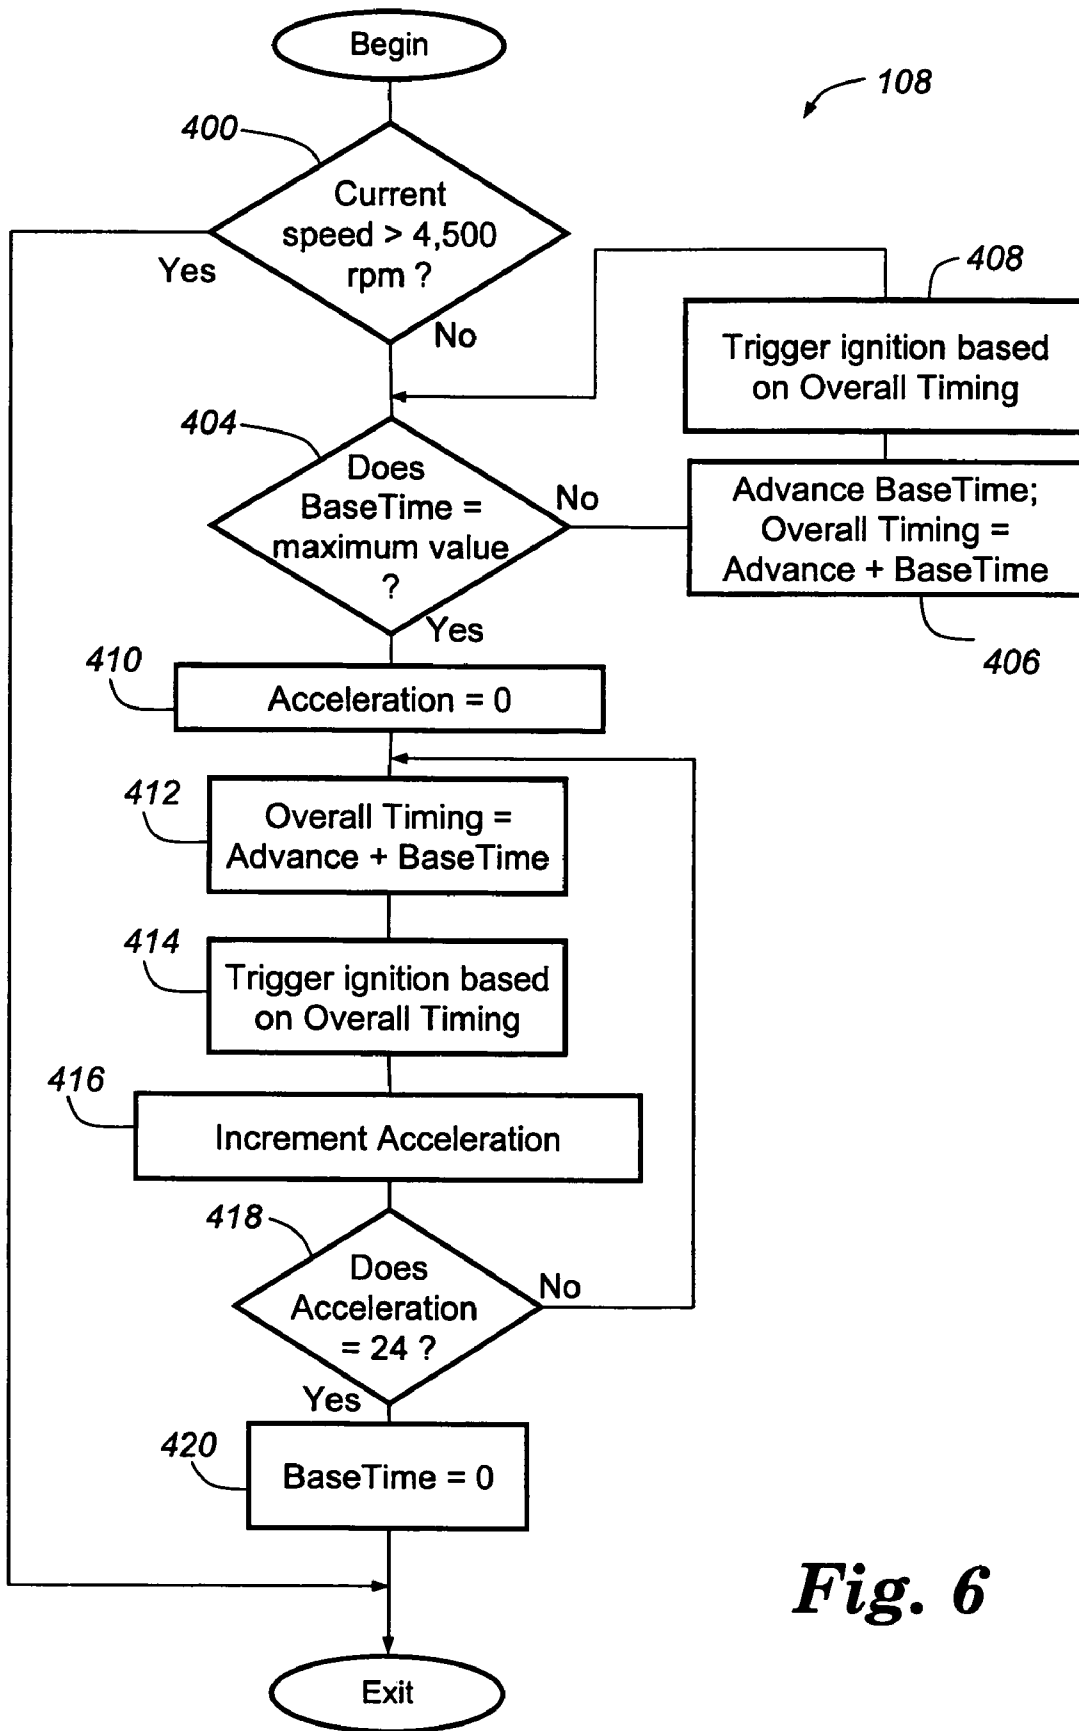 Begin
108
400
Current
speed > 4,500
rpm ?
Yes
No
408
Trigger ignition based
on Overall Timing
404
Does
BaseTime =
maximum value
?
No
Yes
Advance BaseTime;
Overall Timing =
Advance + BaseTime
406
410
Acceleration = 0
412
Overall Timing =
Advance + BaseTime
414
Trigger ignition based
on Overall Timing
416
Increment Acceleration
418
Does
Acceleration
= 24 ?
No
Yes
420
BaseTime = 0
Exit
Fig. 6